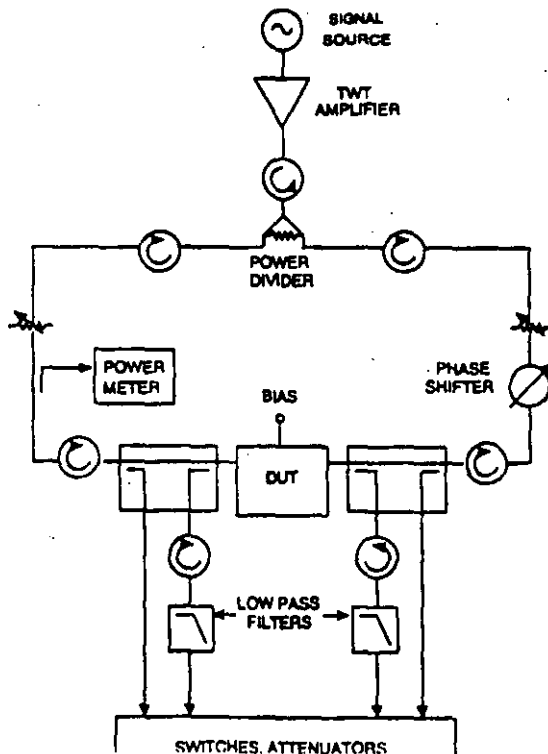 SIGNAL
SOURCE
TWT
AMPLIFIER
POWER
DIVIDER
POWER
METER
PHASE
SHIFTER
BIAS
DUT
LOW PASS
FILTERS
SWITCHES, ATTENUATORS